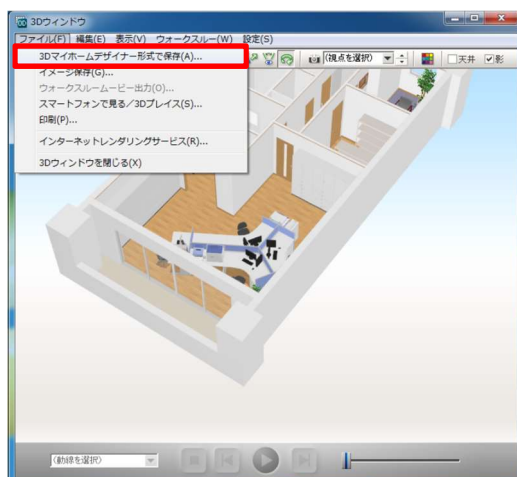 3Dウィンドウ
ファイル(F) 編集(E) 表示(V) ウォークスルー(W) 設定(S)
3Dマイホームデザイナー形式で保存(A)...
(視点を選択) 天井 影
イメージ保存(G)...
ウォークスルームービー出力(O)...
スマートフォンで見る/3Dプレイス(S)...
印刷(P)...
インターネットレンダリングサービス(R)...
3Dウィンドウを閉じる(X)
(動線を選択)